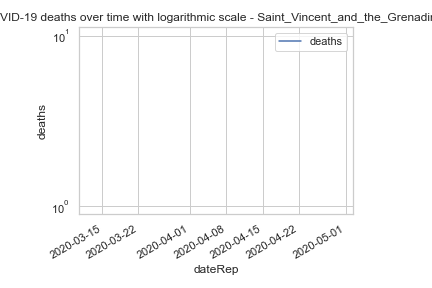 VID-19 deaths over time with logarithmic scale - Saint_Vincent_and_the_Grenadin
deaths
10¹
deaths
10⁰
2020-03-15
2020-03-22
2020-04-01
2020-04-08
2020-04-15
2020-04-22
2020-05-01
dateRep